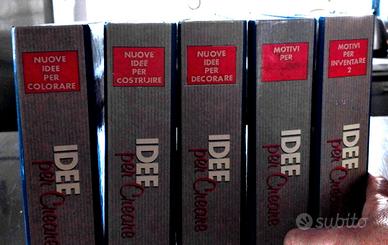 NUOVE
IDEE
PER
COLORARE
IDEE
per Creare
NUOVE
IDEE
PER
COSTRUIRE
IDEE
per Creare
NUOVE
IDEE
PER
DECORARE
IDEE
per Creare
MOTIVI
PER
IDEE
per Creare
MOTIVI
PER
INVENTARE
2
IDEE
per Creare
subito